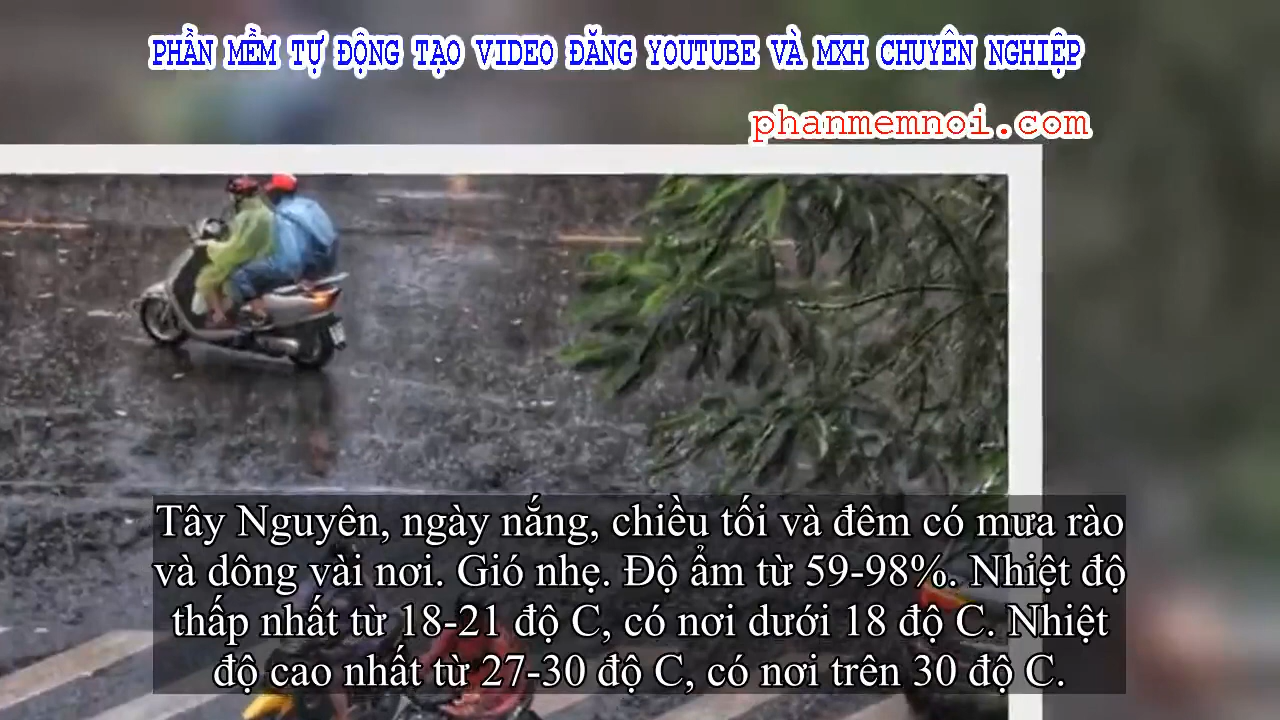 PHẦN MỀM TỰ ĐỘNG TẠO VIDEO ĐĂNG YOUTUBE VÀ MXH CHUYÊN NGHIỆP
phanmemnoi.com
Tây Nguyên, ngày nắng, chiều tối và đêm có mưa rào
và dông vài nơi. Gió nhẹ. Độ ẩm từ 59-98%. Nhiệt độ
thấp nhất từ 18-21 độ C, có nơi dưới 18 độ C. Nhiệt
độ cao nhất từ 27-30 độ C, có nơi trên 30 độ C.